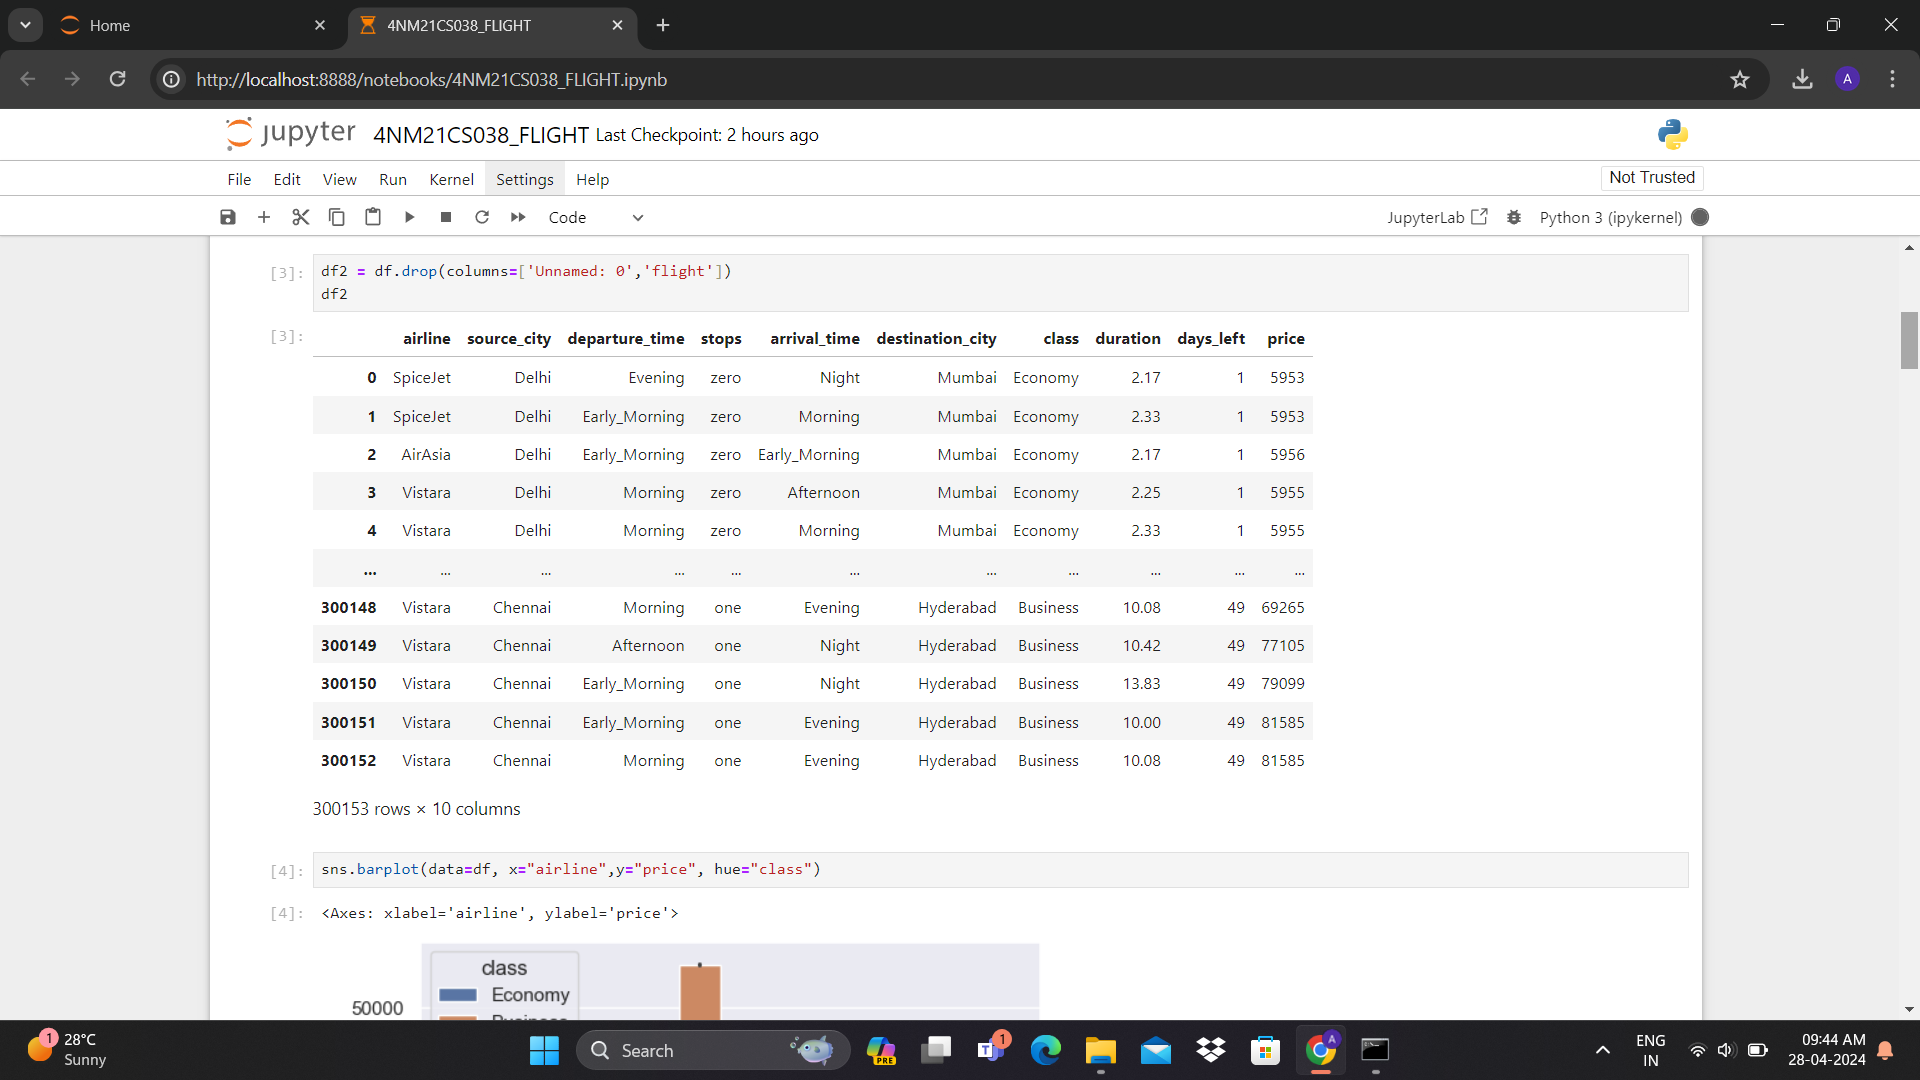 Home
4NM21CS038_FLIGHT
http://localhost:8888/notebooks/4NM21CS038_FLIGHT.ipynb
A
jupyter 4NM21CS038_FLIGHT Last Checkpoint: 2 hours ago
File Edit View Run Kernel Settings Help
Not Trusted
Code
JupyterLab
Python 3 (ipykernel)
[3]: df2 = df.drop(columns=['Unnamed: 0','flight'])
df2
[3]: airline source_city departure_time stops arrival_time destination_city class duration days_left price
0 SpiceJet Delhi Evening zero Night Mumbai Economy 2.17 1 5953
1 SpiceJet Delhi Early_Morning zero Morning Mumbai Economy 2.33 1 5953
2 AirAsia Delhi Early_Morning zero Early_Morning Mumbai Economy 2.17 1 5956
3 Vistara Delhi Morning zero Afternoon Mumbai Economy 2.25 1 5955
4 Vistara Delhi Morning zero Morning Mumbai Economy 2.33 1 5955
... ... ... ... ... ... ... ... ... ... ...
300148 Vistara Chennai Morning one Evening Hyderabad Business 10.08 49 69265
300149 Vistara Chennai Afternoon one Night Hyderabad Business 10.42 49 77105
300150 Vistara Chennai Early_Morning one Night Hyderabad Business 13.83 49 79099
300151 Vistara Chennai Early_Morning one Evening Hyderabad Business 10.00 49 81585
300152 Vistara Chennai Morning one Evening Hyderabad Business 10.08 49 81585
300153 rows × 10 columns
[4]: sns.barplot(data=df, x="airline",y="price", hue="class")
[4]: <Axes: xlabel='airline', ylabel='price'>
class
Economy
50000
1 28°C
Sunny
Search
PRE
1
A
ENG
IN
09:44 AM
28-04-2024